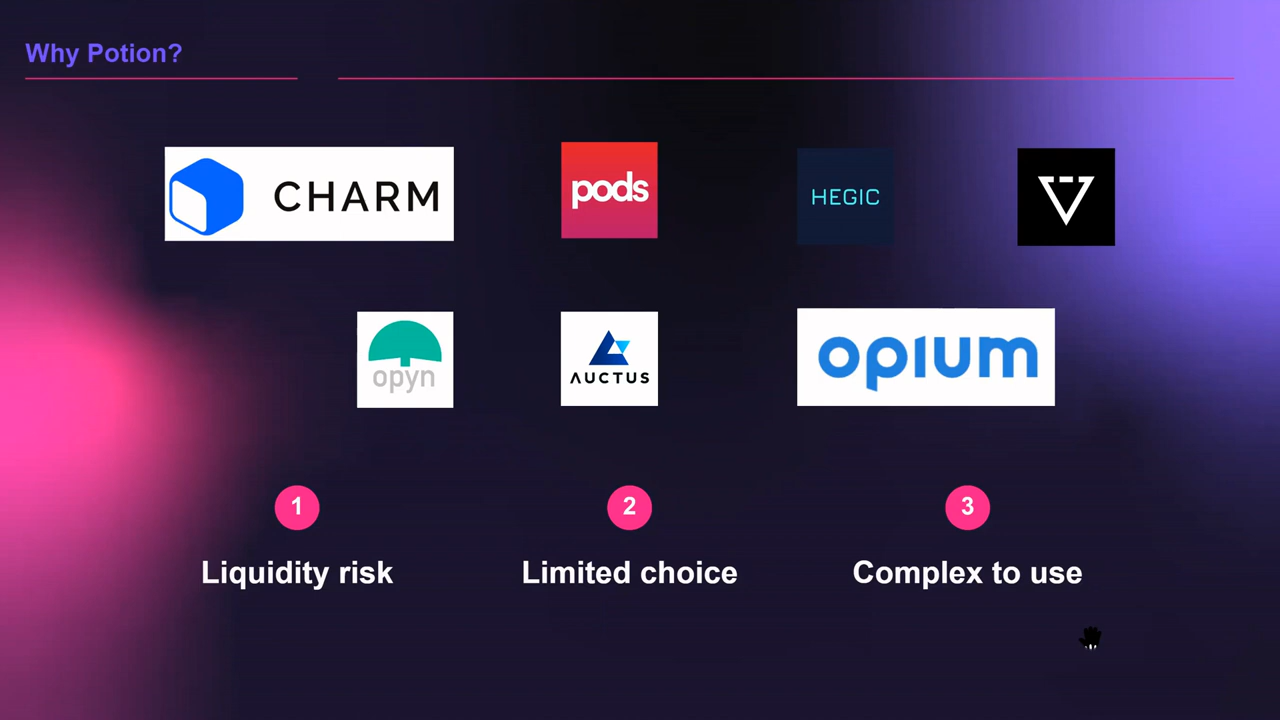 Why Potion?
CHARM
pods
HEGIC
opyn
AUCTUS
opium
1
2
3
Liquidity risk
Limited choice
Complex to use